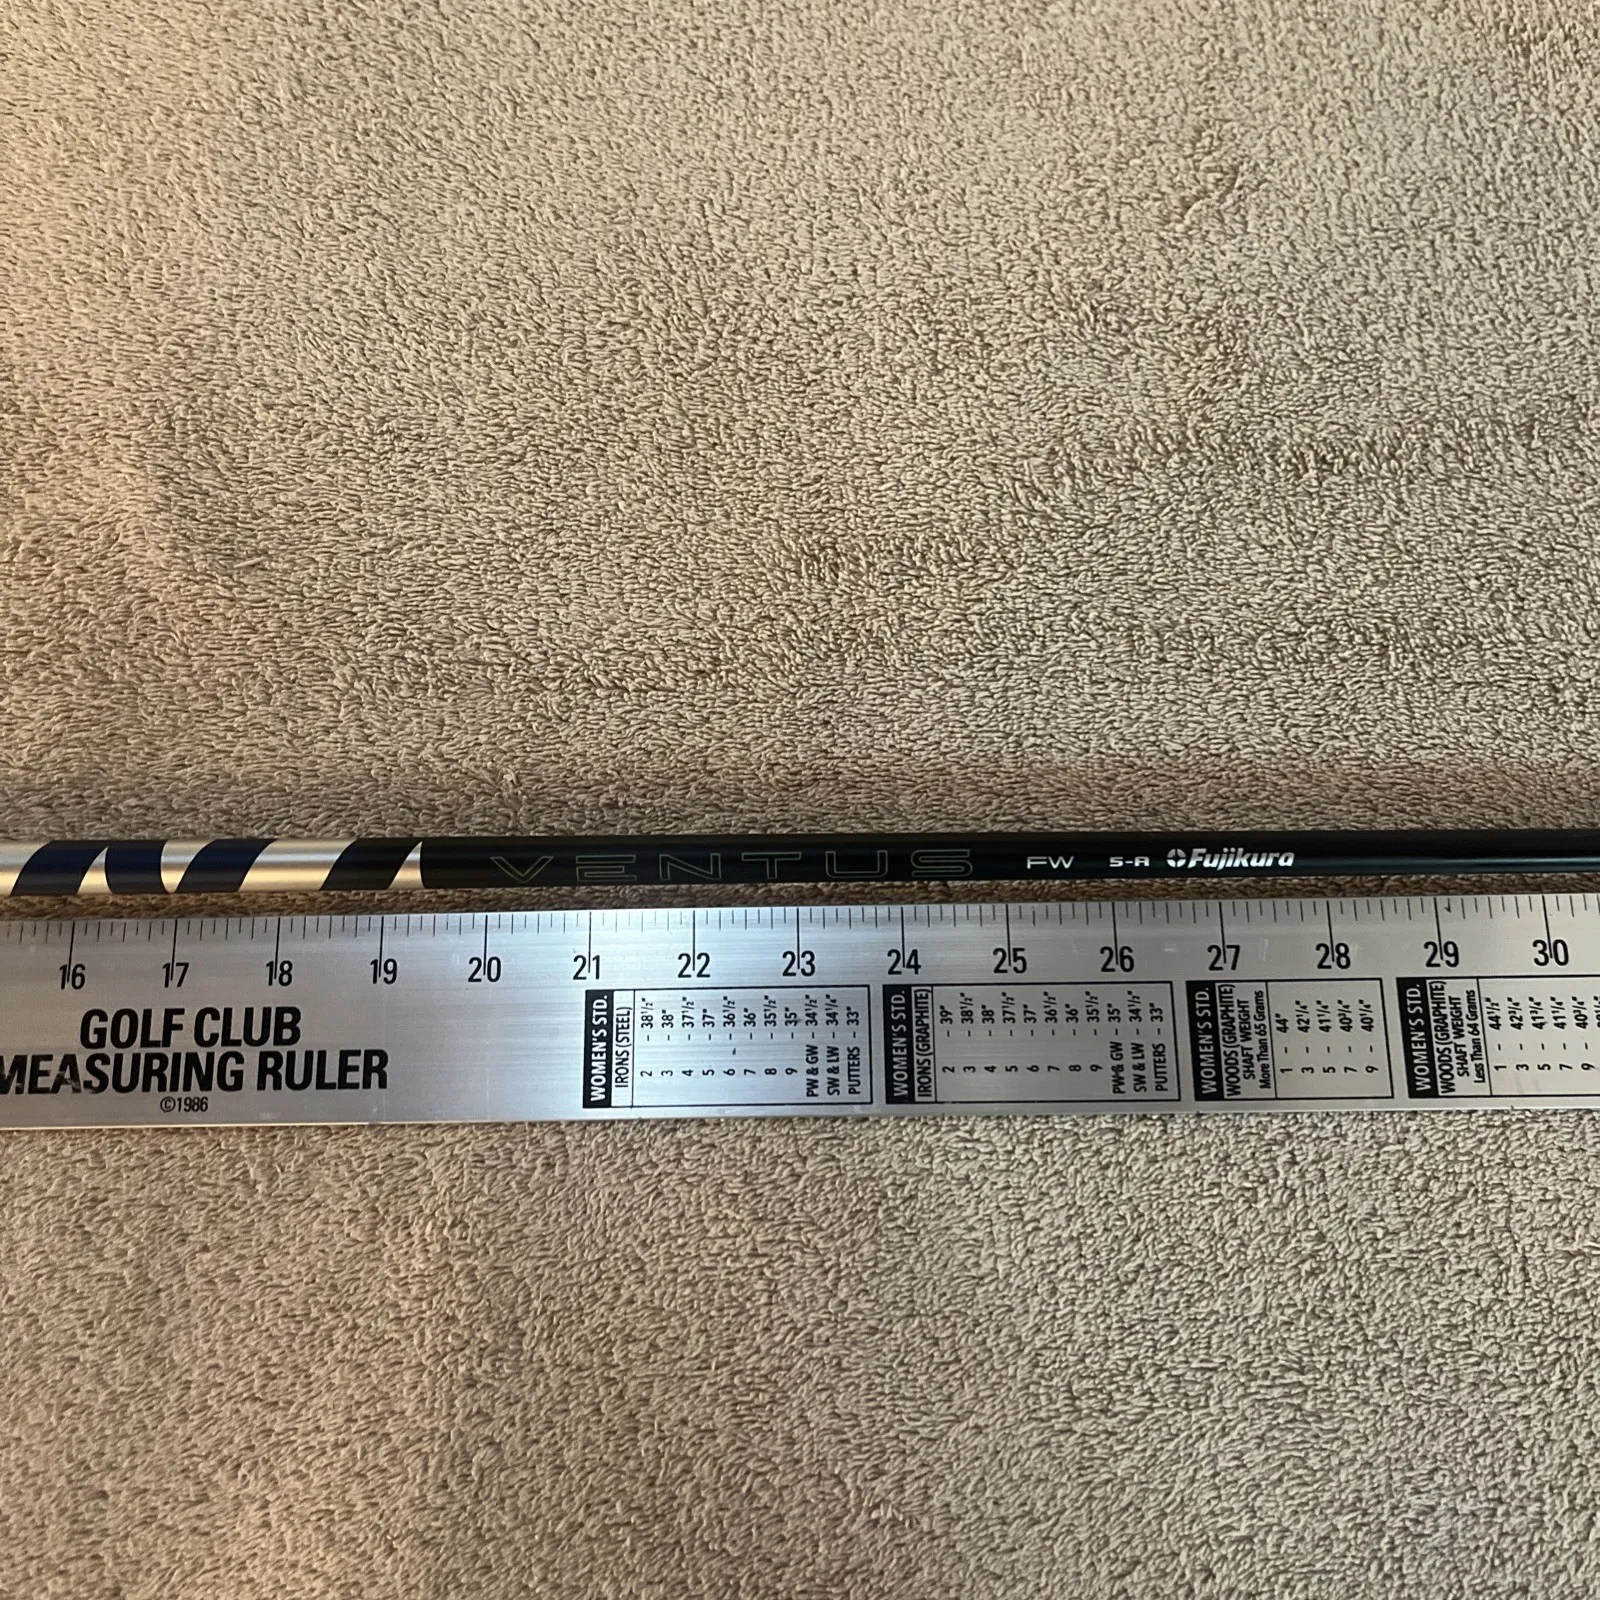 VENTUS FW 5-R Fujikura
16 17 18 19 20 21 22 23 24 25 26 27 28 29 30
GOLF CLUB
MEASURING RULER
©1986
WOMEN'S STD.
IRONS (STEEL)
2 - 38½"
3 - 38"
4 - 37½"
5 - 37"
6 - 36½"
7 - 36"
8 - 35½"
9 - 35"
PW & GW - 34½"
SW & LW - 34¼"
PUTTERS - 33"
WOMEN'S STD.
IRONS (GRAPHITE)
2 - 39"
3 - 38½"
4 - 38"
5 - 37½"
6 - 37"
7 - 36½"
8 - 36"
9 - 35½"
PW & GW - 35"
SW & LW - 34½"
PUTTERS - 33"
WOMEN'S STD.
WOODS (GRAPHITE)
SHAFT WEIGHT
More Than 65 Grams
1 - 44"
3 - 42¼"
5 - 41¼"
7 - 40¾"
9 - 40¼"
WOMEN'S STD.
WOODS (GRAPHITE)
SHAFT WEIGHT
Less Than 64 Grams
1 - 44½"
3 - 42¾"
5 - 41¾"
7 - 41¼"
9 - 40¾"